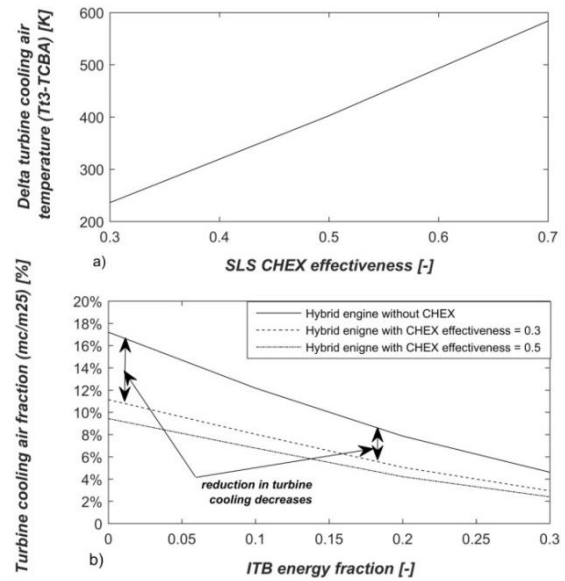 Delta turbine cooling air
temperature (Tt3-TCBA) [K]
600
500
400
300
200
0.3
0.4
0.5
0.6
0.7
a)
SLS CHEX effectiveness [-]
Turbine cooling air fraction (mc/m25) [%]
20%
18%
16%
14%
12%
10%
8%
6%
4%
2%
0
Hybrid engine without CHEX
Hybrid enigne with CHEX effectiveness = 0.3
Hybrid enigne with CHEX effectiveness = 0.5
reduction in turbine
cooling decreases
0
0.05
0.1
0.15
0.2
0.25
0.3
b)
ITB energy fraction [-]